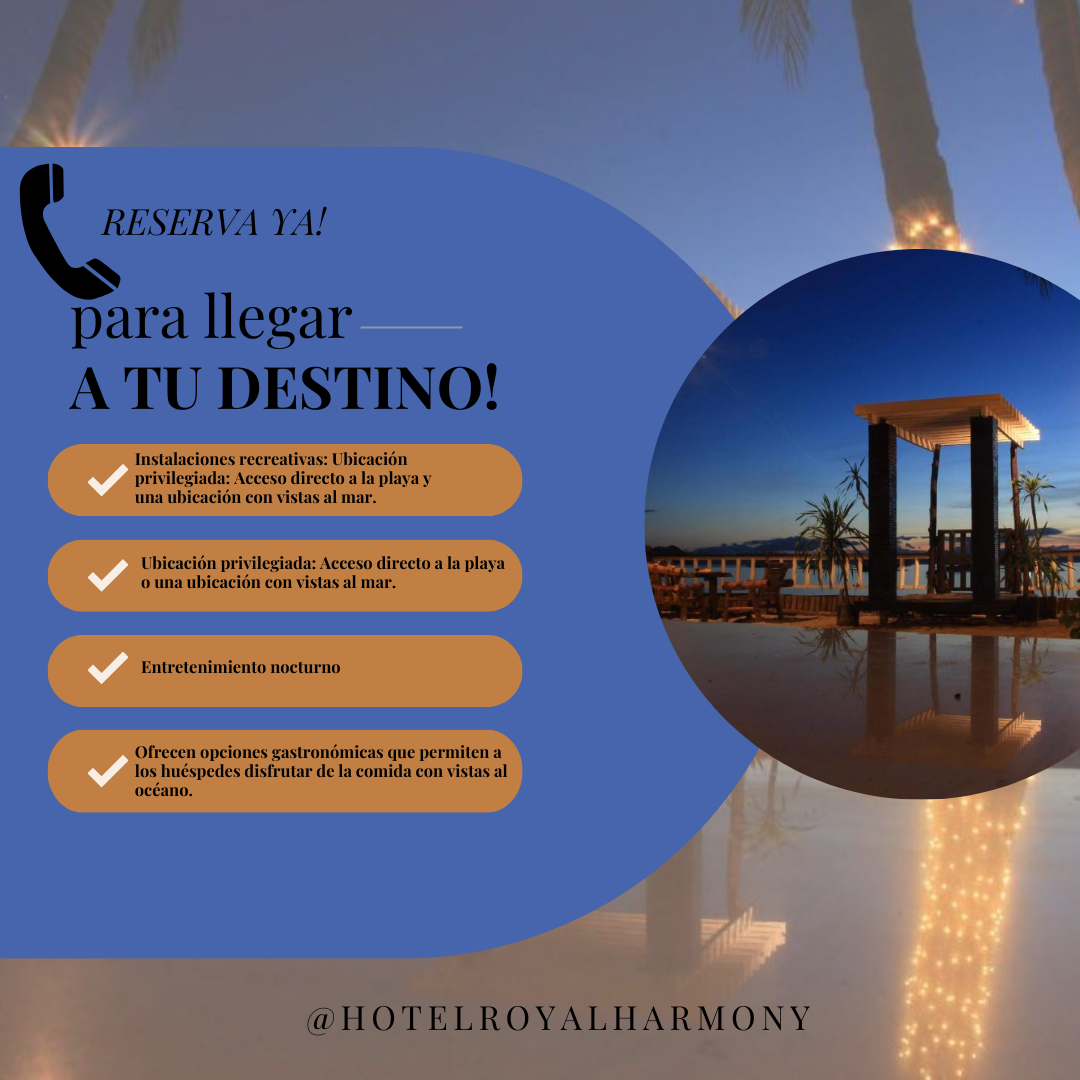 RESERVA YA!
para llegar
A TU DESTINO!
Instalaciones recreativas: Ubicación
privilegiada: Acceso directo a la playa y
una ubicación con vistas al mar.
Ubicación privilegiada: Acceso directo a la playa
o una ubicación con vistas al mar.
Entretenimiento nocturno
Ofrecen opciones gastronómicas que permiten a
los huéspedes disfrutar de la comida con vistas al
océano.
@HOTELROYALHARMONY